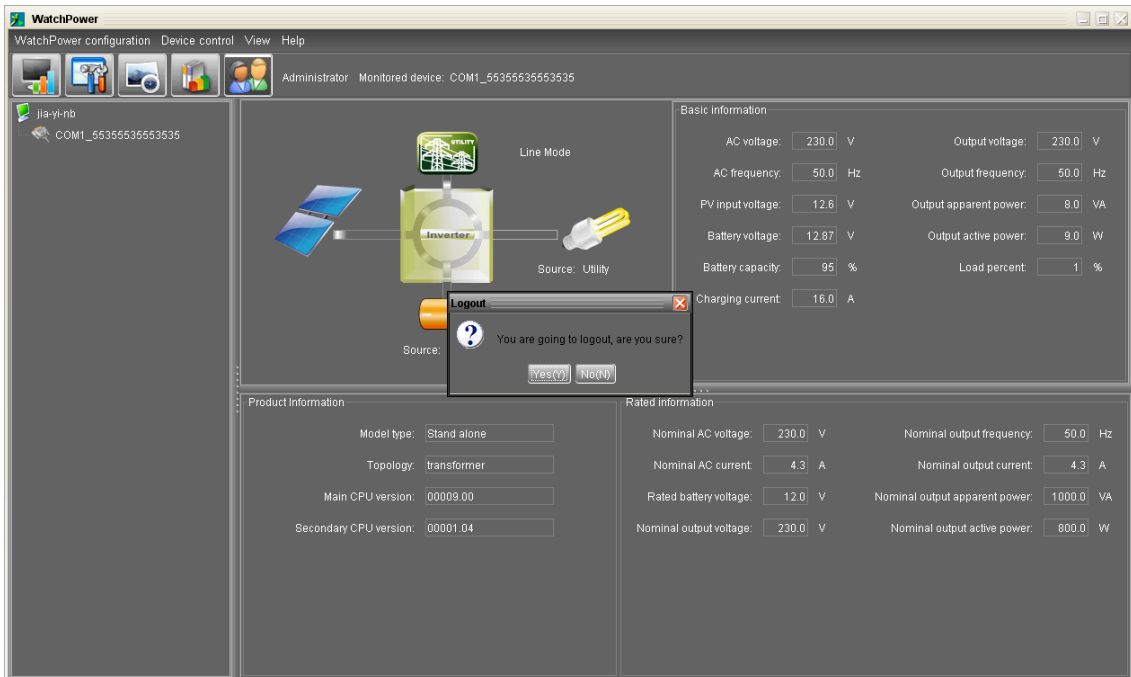 WatchPower
WatchPower configuration Device control View Help
Administrator Monitored device: COM1_55355535553535
jia-yi-nb
COM1_55355535553535
UTILITY
Line Mode
Inverter
Source: Utility
Source:
Logout
You are going to logout, are you sure?
Yes(Y) No(N)
Basic information
AC voltage: 230.0 V Output voltage: 230.0 V
AC frequency: 50.0 Hz Output frequency: 50.0 Hz
PV input voltage: 12.6 V Output apparent power: 8.0 VA
Battery voltage: 12.87 V Output active power: 9.0 W
Battery capacity: 95 % Load percent: 1 %
Charging current: 16.0 A
Product Information
Model type: Stand alone
Topology: transformer
Main CPU version: 00009.00
Secondary CPU version: 00001.04
Rated information
Nominal AC voltage: 230.0 V Nominal output frequency: 50.0 Hz
Nominal AC current: 4.3 A Nominal output current: 4.3 A
Rated battery voltage: 12.0 V Nominal output apparent power: 1000.0 VA
Nominal output voltage: 230.0 V Nominal output active power: 800.0 W